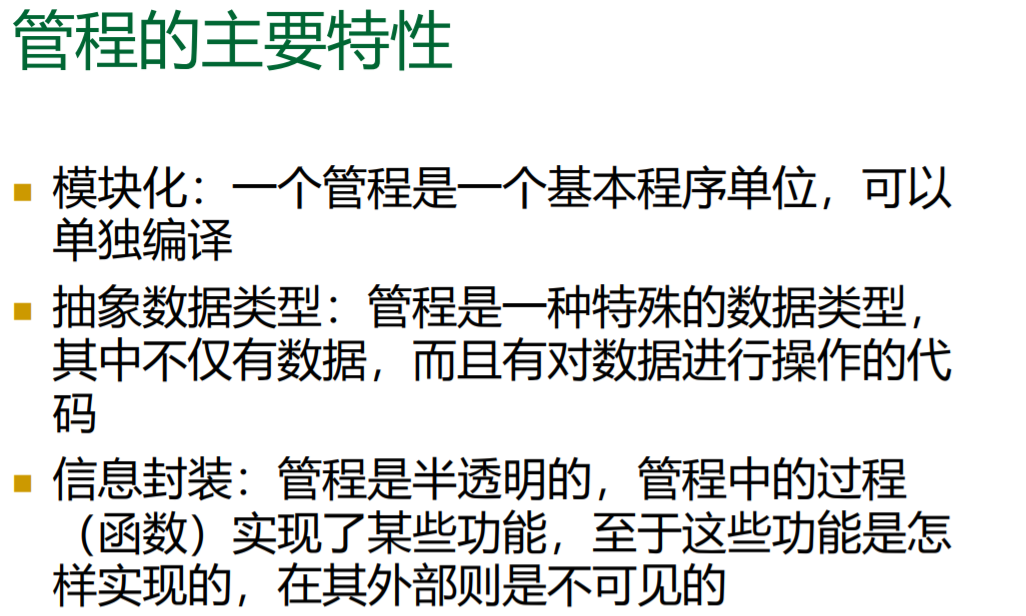 管程的主要特性
模块化：一个管程是一个基本程序单位，可以
单独编译
抽象数据类型：管程是一种特殊的数据类型，
其中不仅有数据，而且有对数据进行操作的代
码
信息封装：管程是半透明的，管程中的过程
（函数）实现了某些功能，至于这些功能是怎
样实现的，在其外部则是不可见的